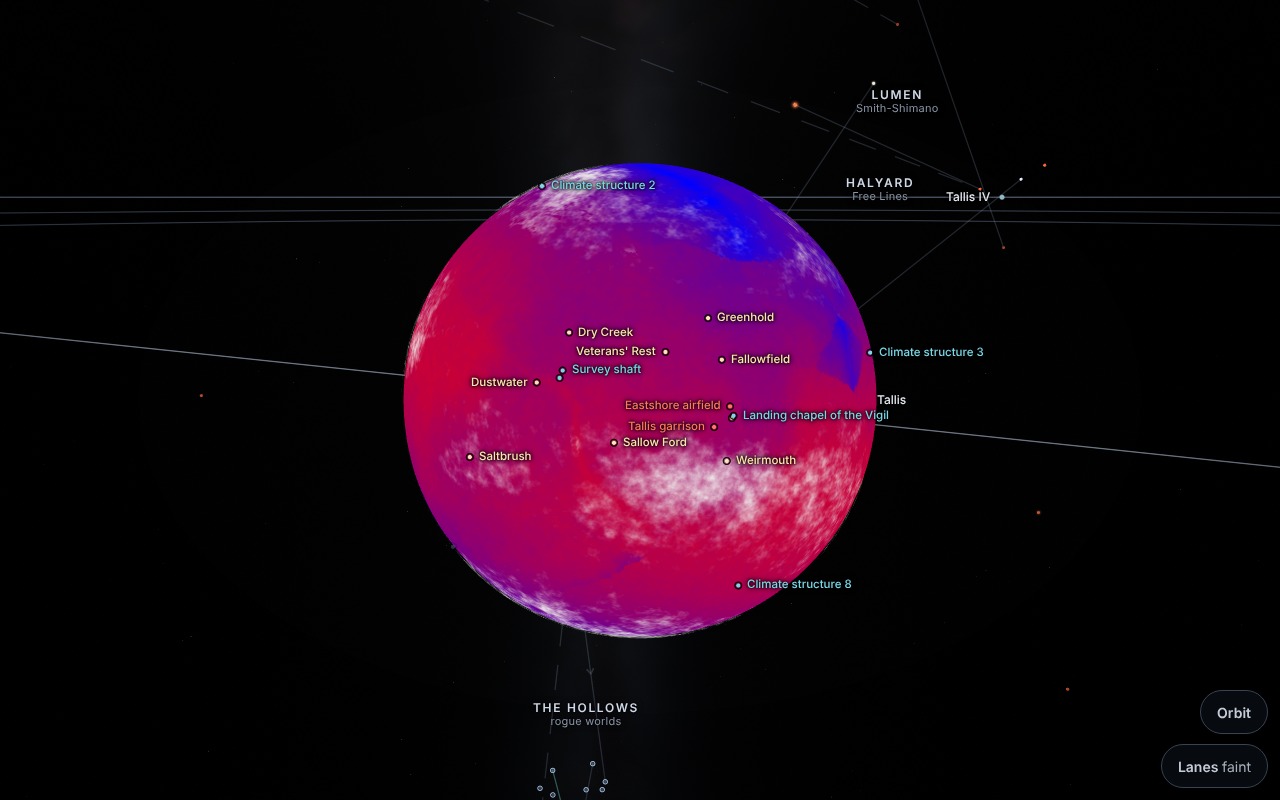 LUMEN
Smith-Shimano
HALYARD
Free Lines
Tallis IV
Climate structure 2
Greenhold
Dry Creek
Veterans' Rest
Fallowfield
Climate structure 3
Survey shaft
Dustwater
Tallis
Eastshore airfield
Landing chapel of the Vigil
Tallis garrison
Sallow Ford
Saltbrush
Weirmouth
Climate structure 8
THE HOLLOWS
rogue worlds
Orbit
Lanes faint